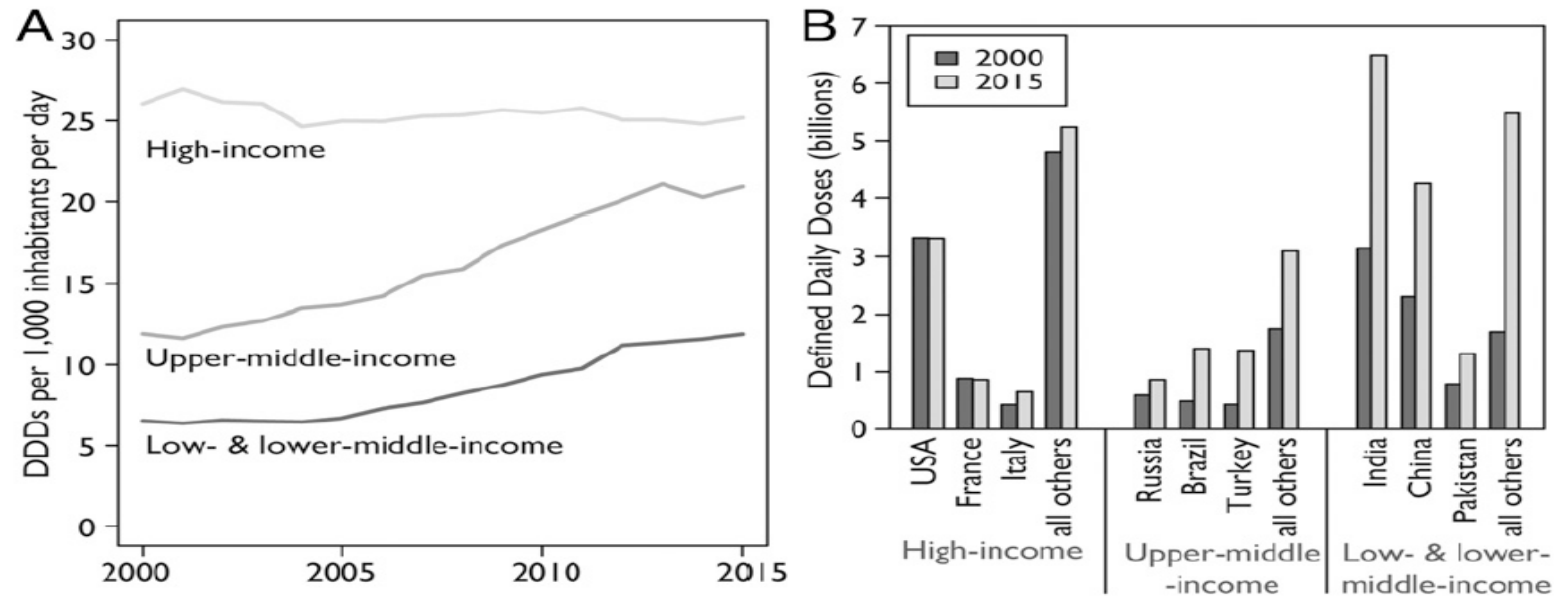 A
DDDs per 1,000 inhabitants per day
30
25
20
15
10
5
0
High-income
Upper-middle-income
Low- & lower-middle-income
2000
2005
2010
2015
B
Defined Daily Doses (billions)
7
6
5
4
3
2
1
0
2000
2015
USA
France
Italy
all others
Russia
Brazil
Turkey
all others
India
China
Pakistan
all others
High-income
Upper-middle
-income
Low- & lower-
middle-income